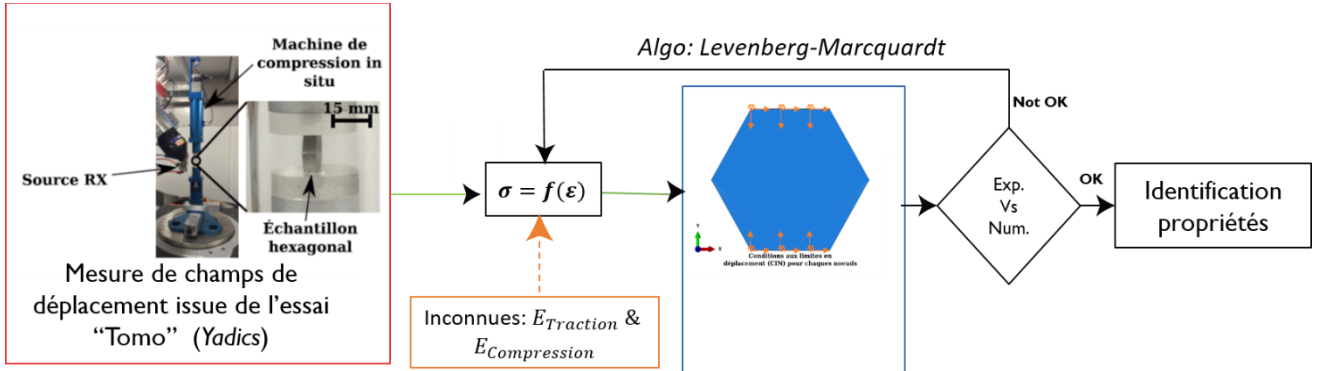 Machine de
compression in
situ
15 mm
Source RX
Échantillon
hexagonal
Mesure de champs de
déplacement issue de l'essai
“Tomo” (Yadics)
σ = f(ε)
Inconnues: E_Traction &
E_Compression
Algo: Levenberg-Marcquardt
Y
X
Conditions aux limites en
déplacement (CIN) pour chaques noeuds
Not OK
Exp.
Vs
Num.
OK
Identification
propriétés